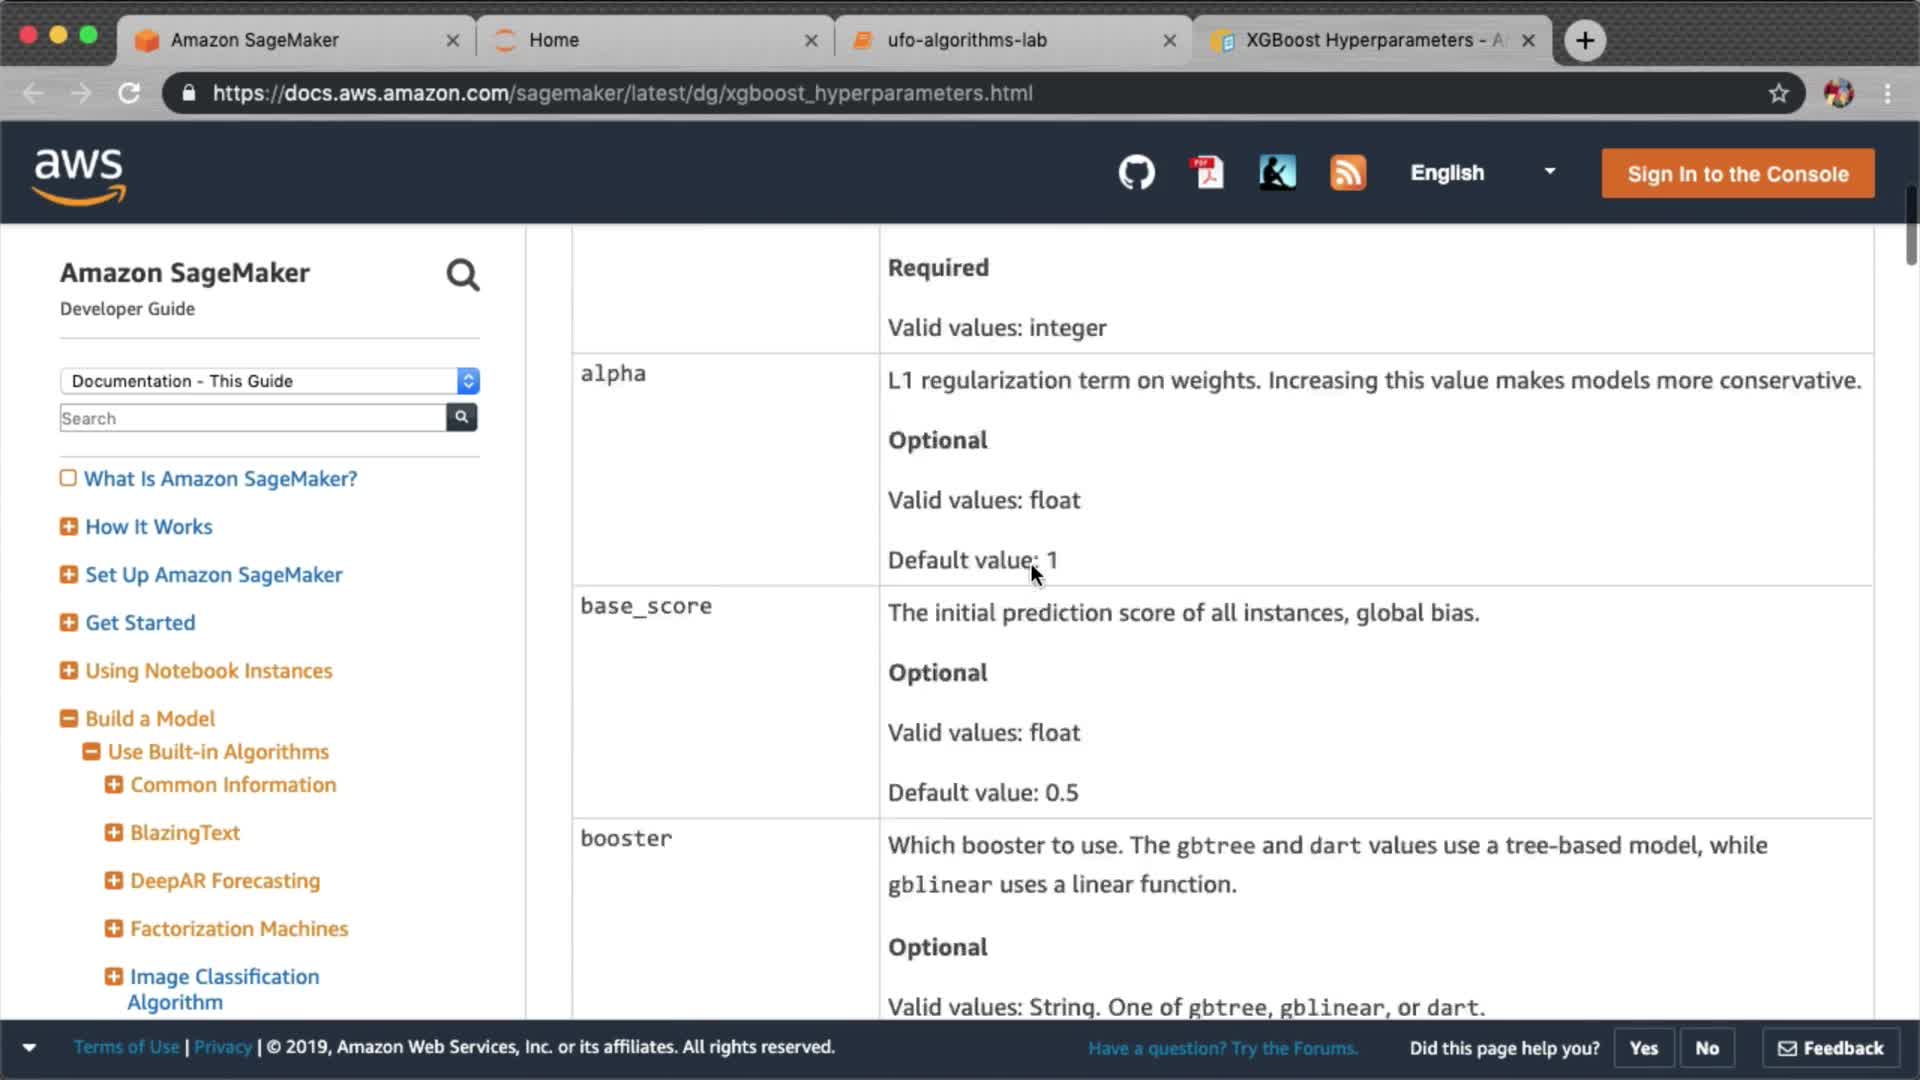 Amazon SageMaker
Home
ufo-algorithms-lab
XGBoost Hyperparameters - A
https://docs.aws.amazon.com/sagemaker/latest/dg/xgboost_hyperparameters.html
aws
PDF
English
Sign In to the Console
Amazon SageMaker
Developer Guide
Documentation - This Guide
Search
What Is Amazon SageMaker?
How It Works
Set Up Amazon SageMaker
Get Started
Using Notebook Instances
Build a Model
Use Built-in Algorithms
Common Information
BlazingText
DeepAR Forecasting
Factorization Machines
Image Classification
Algorithm
Required
Valid values: integer
alpha
L1 regularization term on weights. Increasing this value makes models more conservative.
Optional
Valid values: float
Default value: 1
base_score
The initial prediction score of all instances, global bias.
Optional
Valid values: float
Default value: 0.5
booster
Which booster to use. The gbtree and dart values use a tree-based model, while
gblinear uses a linear function.
Optional
Valid values: String. One of gbtree, gblinear, or dart.
Terms of Use | Privacy | © 2019, Amazon Web Services, Inc. or its affiliates. All rights reserved.
Have a question? Try the Forums.
Did this page help you?
Yes
No
Feedback